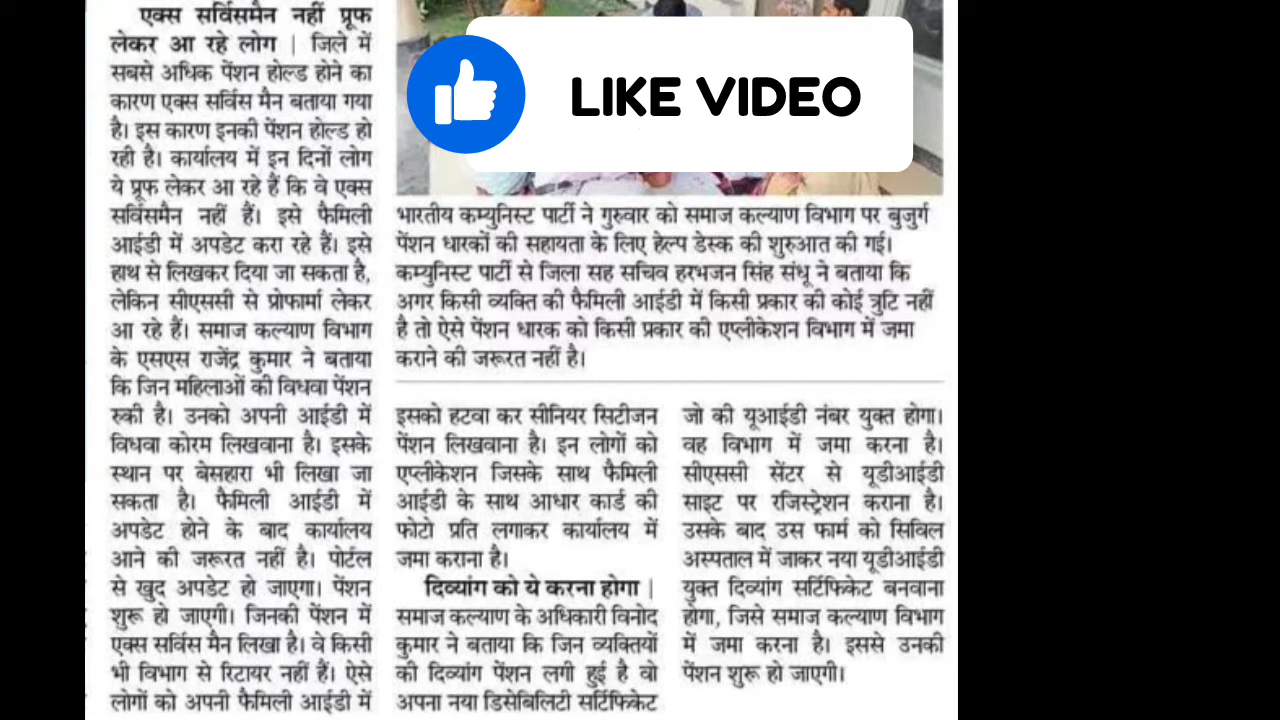 एक्स सर्विसमैन नहीं प्रूफ
लेकर आ रहे लोग | जिले में
सबसे अधिक पेंशन होल्ड होने का
कारण एक्स सर्विस मैन बताया गया
है। इस कारण इनकी पेंशन होल्ड हो
रही है। कार्यालय में इन दिनों लोग
ये प्रूफ लेकर आ रहे हैं कि वे एक्स
सर्विसमैन नहीं हैं। इसे फैमिली
आईडी में अपडेट करा रहे हैं। इसे
हाथ से लिखकर दिया जा सकता है,
लेकिन सीएससी से प्रोफार्मा लेकर
आ रहे हैं। समाज कल्याण विभाग
के एसएस राजेंद्र कुमार ने बताया
कि जिन महिलाओं की विधवा पेंशन
रुकी है। उनको अपनी आईडी में
विधवा कोरम लिखवाना है। इसके
स्थान पर बेसहारा भी लिखा जा
सकता है। फैमिली आईडी में
अपडेट होने के बाद कार्यालय
आने की जरूरत नहीं है। पोर्टल
से खुद अपडेट हो जाएगा। पेंशन
शुरू हो जाएगी। जिनकी पेंशन में
एक्स सर्विस मैन लिखा है। वे किसी
भी विभाग से रिटायर नहीं हैं। ऐसे
लोगों को अपनी फैमिली आईडी में
LIKE VIDEO
भारतीय कम्युनिस्ट पार्टी ने गुरुवार को समाज कल्याण विभाग पर बुजुर्ग
पेंशन धारकों की सहायता के लिए हेल्प डेस्क की शुरुआत की गई।
कम्युनिस्ट पार्टी से जिला सह सचिव हरभजन सिंह संधू ने बताया कि
अगर किसी व्यक्ति की फैमिली आईडी में किसी प्रकार की कोई त्रुटि नहीं
है तो ऐसे पेंशन धारक को किसी प्रकार की एप्लीकेशन विभाग में जमा
कराने की जरूरत नहीं है।
इसको हटवा कर सीनियर सिटीजन
पेंशन लिखवाना है। इन लोगों को
एप्लीकेशन जिसके साथ फैमिली
आईडी के साथ आधार कार्ड की
फोटो प्रति लगाकर कार्यालय में
जमा कराना है।
दिव्यांग को ये करना होगा |
समाज कल्याण के अधिकारी विनोद
कुमार ने बताया कि जिन व्यक्तियों
की दिव्यांग पेंशन लगी हुई है वो
अपना नया डिसेबिलिटी सर्टिफिकेट
जो की यूआईडी नंबर युक्त होगा।
वह विभाग में जमा करना है।
सीएससी सेंटर से यूडीआईडी
साइट पर रजिस्ट्रेशन कराना है।
उसके बाद उस फार्म को सिविल
अस्पताल में जाकर नया यूडीआईडी
युक्त दिव्यांग सर्टिफिकेट बनवाना
होगा, जिसे समाज कल्याण विभाग
में जमा करना है। इससे उनकी
पेंशन शुरू हो जाएगी।